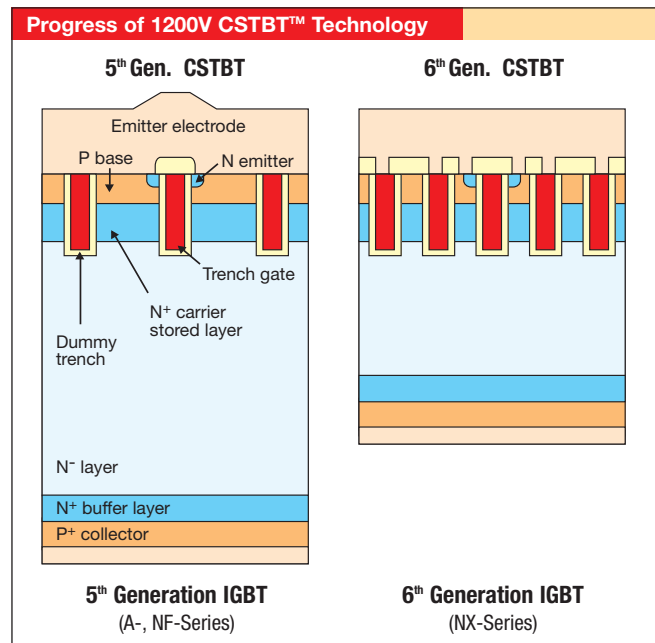 Progress of 1200V CSTBT™ Technology
5th Gen. CSTBT
6th Gen. CSTBT
Emitter electrode
P base
N emitter
Trench gate
N+ carrier
stored layer
Dummy
trench
N- layer
N+ buffer layer
P+ collector
5th Generation IGBT
(A-, NF-Series)
6th Generation IGBT
(NX-Series)